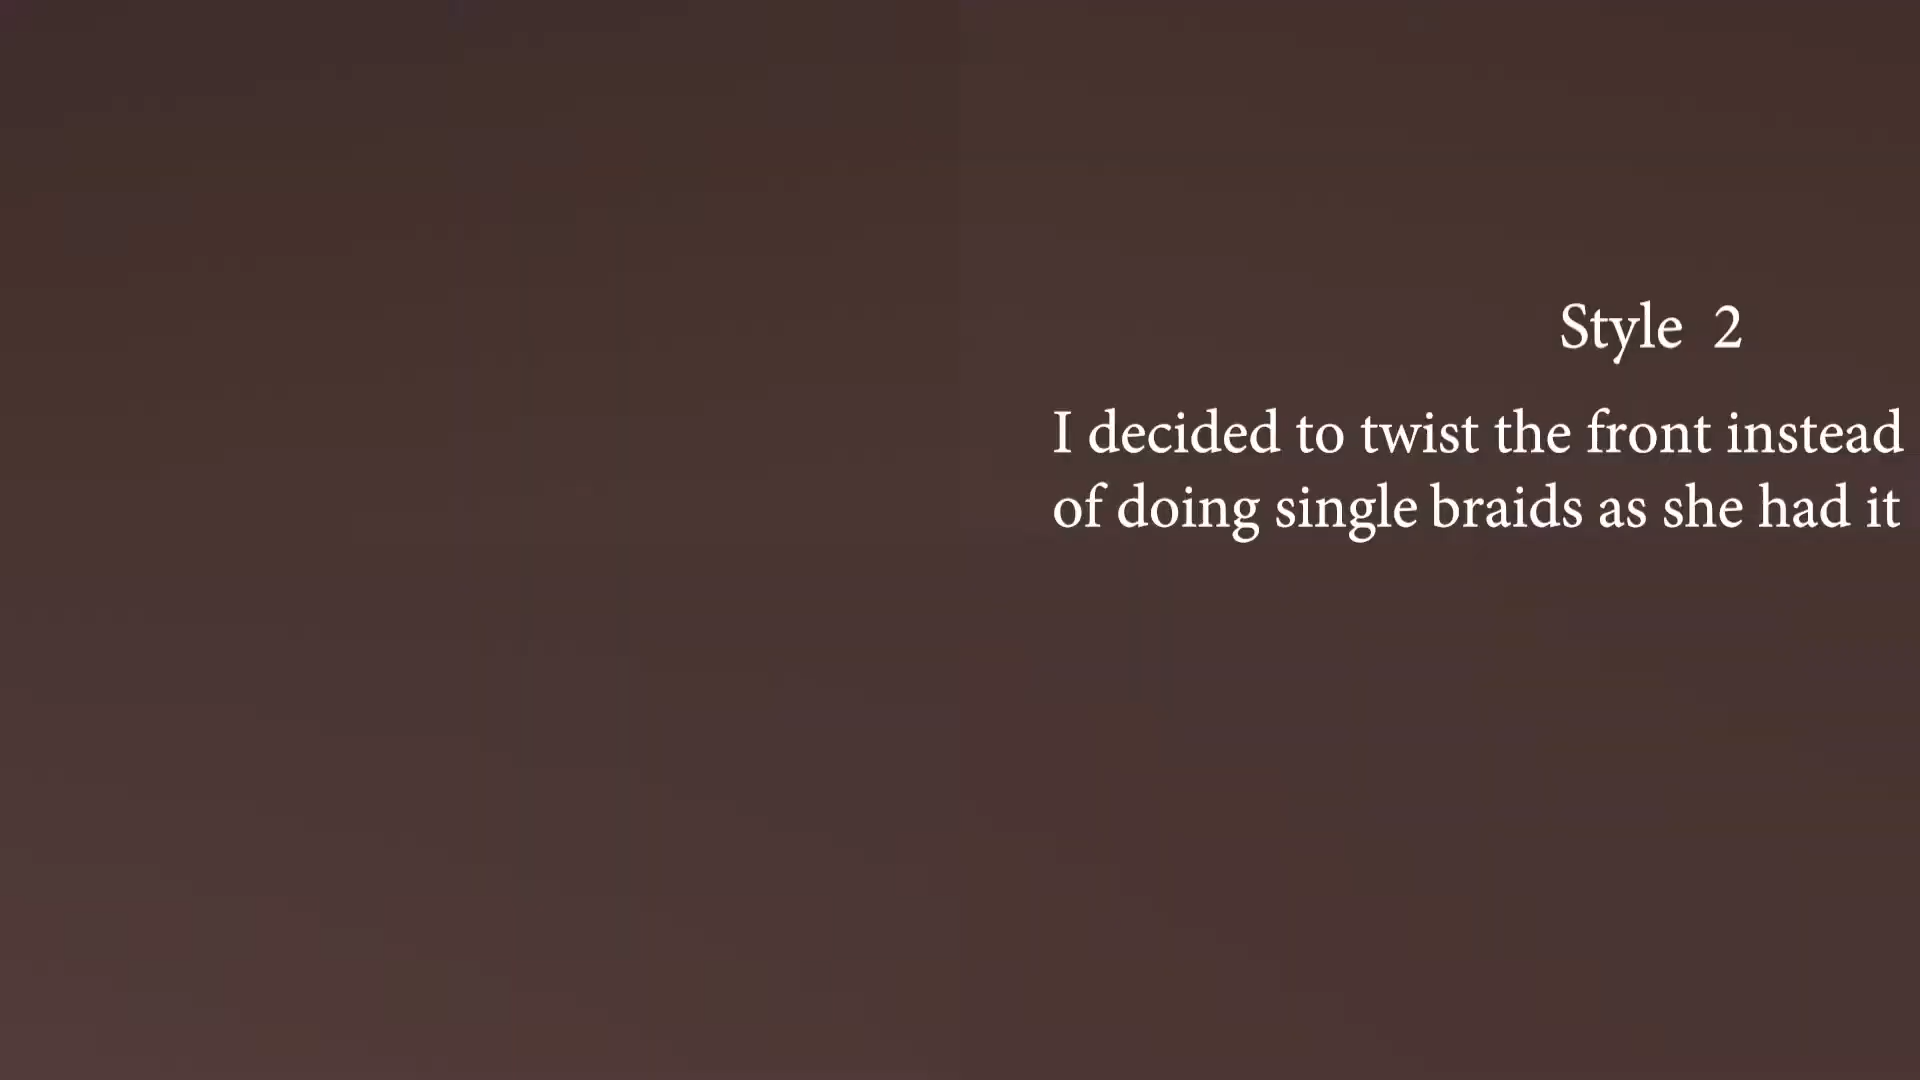 Style 2
I decided to twist the front instead
of doing single braids as she had it